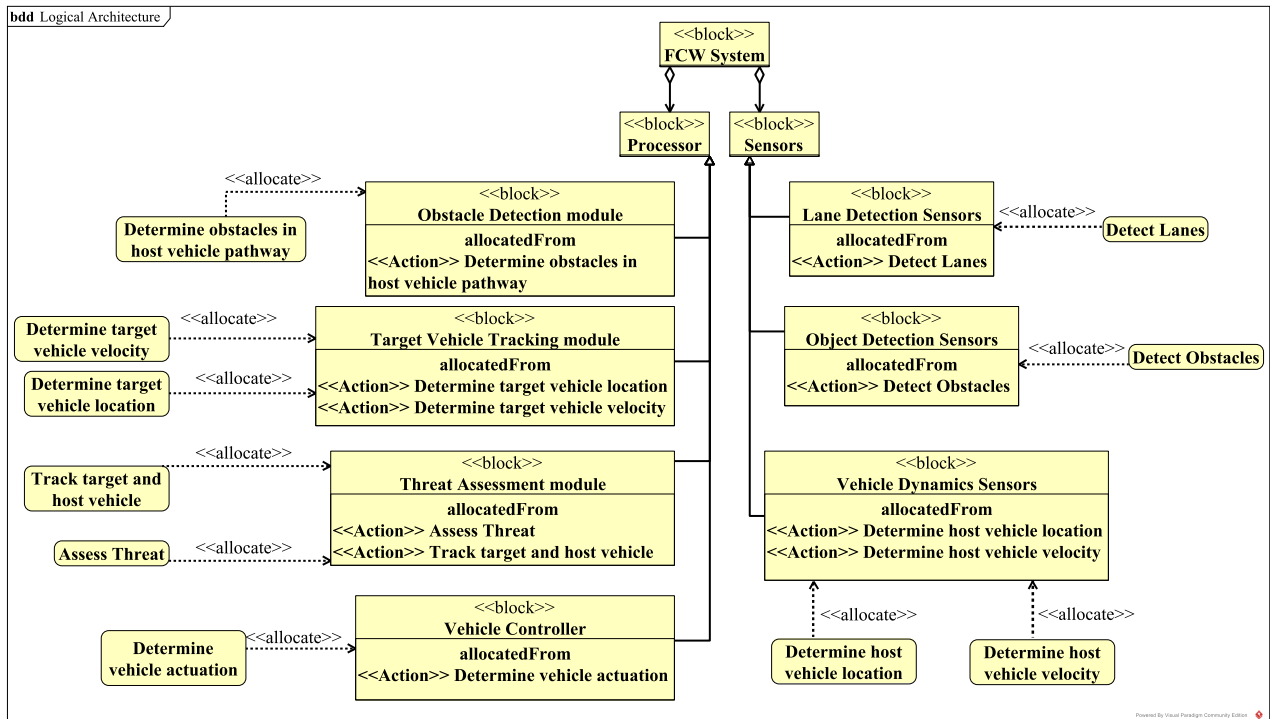 bdd Logical Architecture
<<block>>
FCW System
<<block>>
Processor
<<block>>
Sensors
<<allocate>>
Determine obstacles in
host vehicle pathway
<<block>>
Obstacle Detection module
allocatedFrom
<<Action>> Determine obstacles in
host vehicle pathway
<<block>>
Lane Detection Sensors
allocatedFrom
<<Action>> Detect Lanes
<<allocate>>
Detect Lanes
Determine target
vehicle velocity
<<allocate>>
Determine target
vehicle location
<<allocate>>
<<block>>
Target Vehicle Tracking module
allocatedFrom
<<Action>> Determine target vehicle location
<<Action>> Determine target vehicle velocity
<<block>>
Object Detection Sensors
allocatedFrom
<<Action>> Detect Obstacles
<<allocate>>
Detect Obstacles
<<allocate>>
Track target and
host vehicle
Assess Threat
<<allocate>>
<<block>>
Threat Assessment module
allocatedFrom
<<Action>> Assess Threat
<<Action>> Track target and host vehicle
<<block>>
Vehicle Dynamics Sensors
allocatedFrom
<<Action>> Determine host vehicle location
<<Action>> Determine host vehicle velocity
<<allocate>>
<<allocate>>
Determine host
vehicle location
Determine host
vehicle velocity
Determine
vehicle actuation
<<allocate>>
<<block>>
Vehicle Controller
allocatedFrom
<<Action>> Determine vehicle actuation
Powered By Visual Paradigm Community Edition